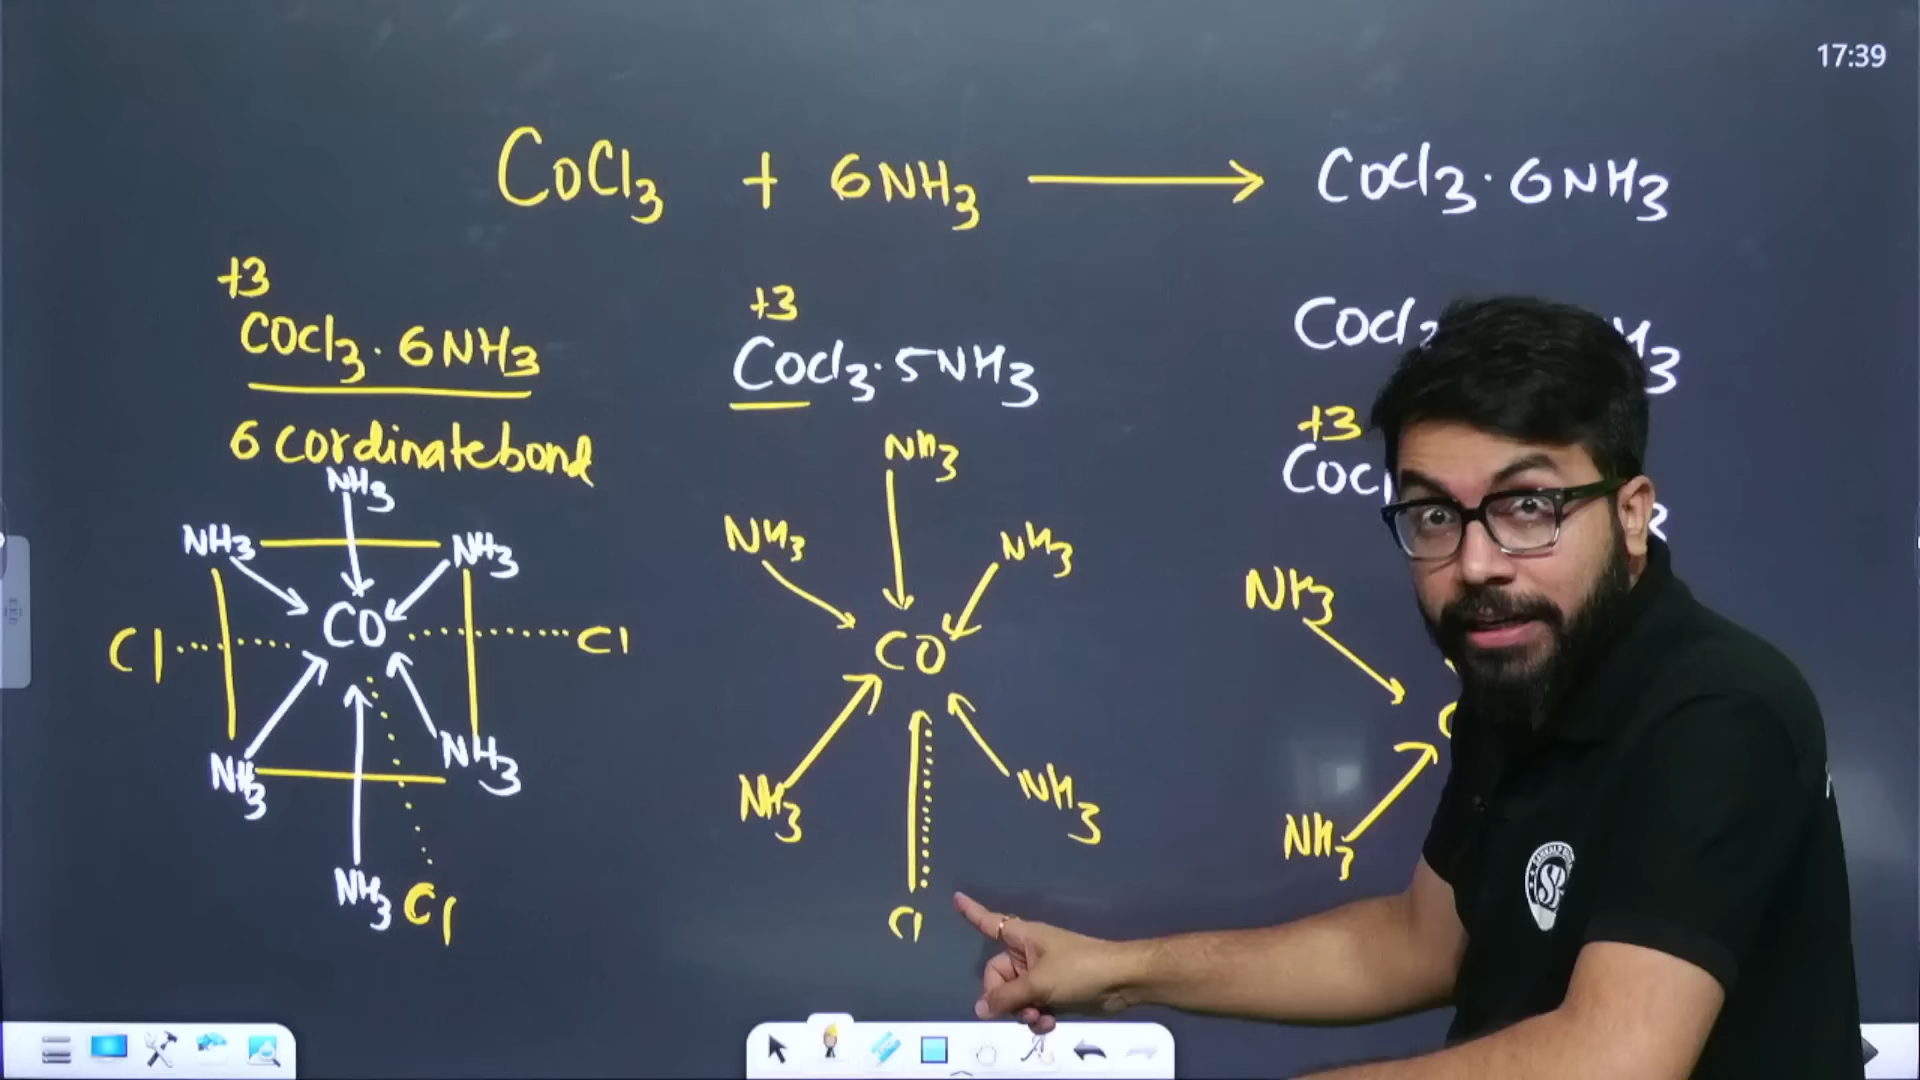 17:39
CoCl3 + 6NH3 → CoCl3·6NH3
+3
COCl3·6NH3
6 Cordinatebond
NH3
NH3 NH3
CO
Cl Cl
NH3 NH3
NH3 Cl
+3
COCl3·5NH3
NH3
NH3 NH3
CO
NH3 NH3
Cl
+3
NH3
NH3